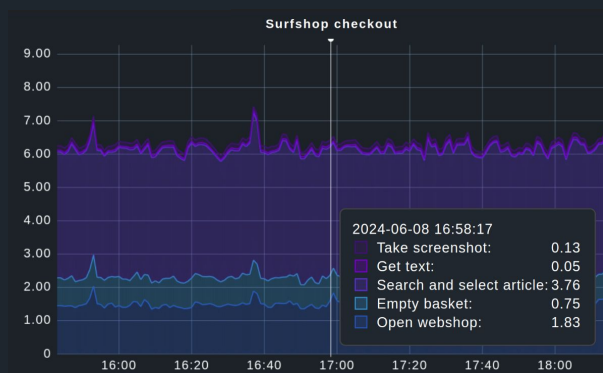 Surfshop checkout
9.00
8.00
7.00
6.00
5.00
4.00
3.00
2.00
1.00
0
2024-06-08 16:58:17
Take screenshot: 0.13
Get text: 0.05
Search and select article: 3.76
Empty basket: 0.75
Open webshop: 1.83
16:00 16:20 16:40 17:00 17:20 17:40 18:00